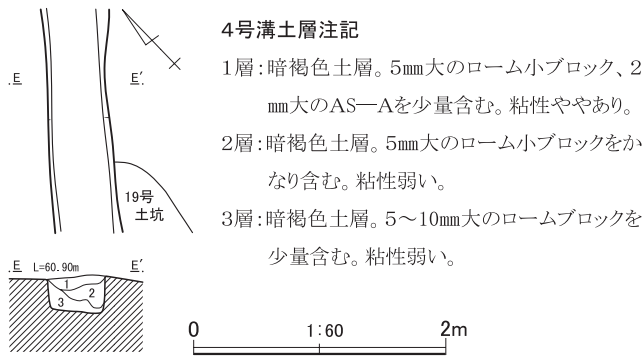 4号溝土層注記
1層：暗褐色土層。5㎜大のローム小ブロック、2
㎜大のAS―Aを少量含む。粘性ややあり。
2層：暗褐色土層。5㎜大のローム小ブロックをか
なり含む。粘性弱い。
3層：暗褐色土層。5～10㎜大のロームブロックを
少量含む。粘性弱い。
E E′
19号
土坑
E L=60.90m E′
1
2
3
0 1:60 2m